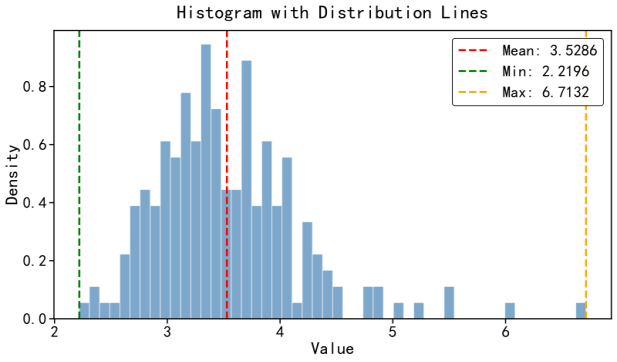 Histogram with Distribution Lines
Mean: 3.5286
Min: 2.2196
Max: 6.7132
Density
0.8
0.6
0.4
0.2
0.0
2 3 4 5 6
Value